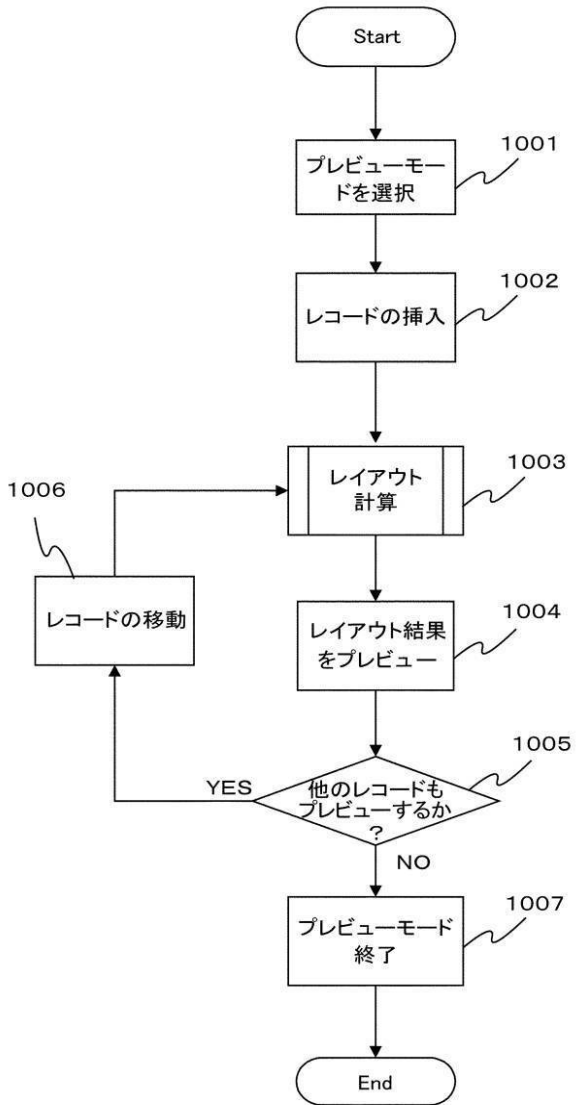 Start
プレビューモー
ドを選択
1001
レコードの挿入
1002
レイアウト
計算
1003
1006
レコードの移動
レイアウト結果
をプレビュー
1004
他のレコードも
プレビューするか
?
1005
YES
NO
プレビューモード
終了
1007
End